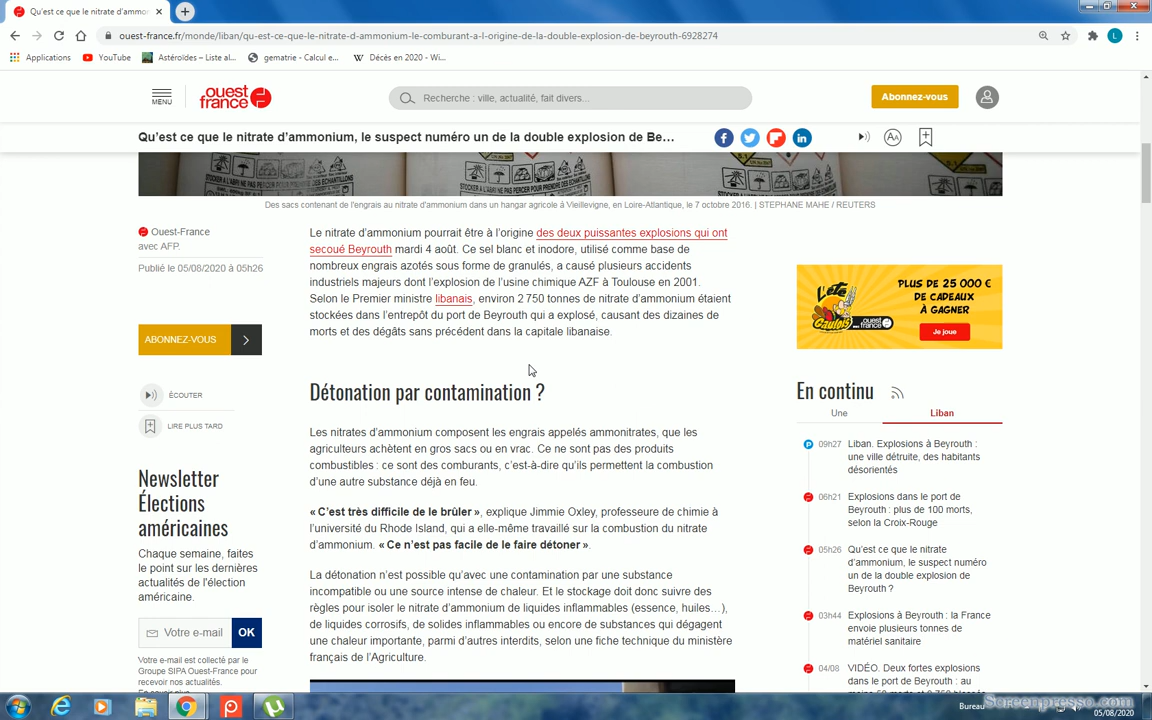 Qu'est ce que le nitrate d'ammon
ouest-france.fr/monde/liban/qu-est-ce-que-le-nitrate-d-ammonium-le-comburant-a-l-origine-de-la-double-explosion-de-beyrouth-6928274
Applications
YouTube
Astéroïdes – Liste al...
gematrie - Calcul e...
Décès en 2020 - Wi...
MENU
ouest france
Recherche : ville, actualité, fait divers...
Abonnez-vous
Qu'est ce que le nitrate d'ammonium, le suspect numéro un de la double explosion de Be...
STOCKER A L'ABRI NE PAS PERCER POUR PRENDRE DES ECHANTILLONS
Des sacs contenant de l'engrais au nitrate d'ammonium dans un hangar agricole à Vieillevigne, en Loire-Atlantique, le 7 octobre 2016. | STEPHANE MAHE / REUTERS
Ouest-France
avec AFP.
Publié le 05/08/2020 à 05h26
ABONNEZ-VOUS
ÉCOUTER
LIRE PLUS TARD
Newsletter
Élections
américaines
Chaque semaine, faites
le point sur les dernières
actualités de l'élection
américaine.
Votre e-mail
OK
Votre e-mail est collecté par le
Groupe SIPA Ouest-France pour
recevoir nos actualités.
En savoir plus
Le nitrate d'ammonium pourrait être à l'origine des deux puissantes explosions qui ont
secoué Beyrouth mardi 4 août. Ce sel blanc et inodore, utilisé comme base de
nombreux engrais azotés sous forme de granulés, a causé plusieurs accidents
industriels majeurs dont l'explosion de l'usine chimique AZF à Toulouse en 2001.
Selon le Premier ministre libanais, environ 2 750 tonnes de nitrate d'ammonium étaient
stockées dans l'entrepôt du port de Beyrouth qui a explosé, causant des dizaines de
morts et des dégâts sans précédent dans la capitale libanaise.
Détonation par contamination ?
Les nitrates d'ammonium composent les engrais appelés ammonitrates, que les
agriculteurs achètent en gros sacs ou en vrac. Ce ne sont pas des produits
combustibles : ce sont des comburants, c'est-à-dire qu'ils permettent la combustion
d'une autre substance déjà en feu.
« C'est très difficile de le brûler », explique Jimmie Oxley, professeure de chimie à
l'université du Rhode Island, qui a elle-même travaillé sur la combustion du nitrate
d'ammonium. « Ce n'est pas facile de le faire détoner ».
La détonation n'est possible qu'avec une contamination par une substance
incompatible ou une source intense de chaleur. Et le stockage doit donc suivre des
règles pour isoler le nitrate d'ammonium de liquides inflammables (essence, huiles…),
de liquides corrosifs, de solides inflammables ou encore de substances qui dégagent
une chaleur importante, parmi d'autres interdits, selon une fiche technique du ministère
français de l'Agriculture.
L'été
Gaulois
ouest france
PLUS DE 25 000 €
DE CADEAUX
À GAGNER
Je joue
En continu
Une
Liban
09h27 Liban. Explosions à Beyrouth :
une ville détruite, des habitants
désorientés
06h21 Explosions dans le port de
Beyrouth : plus de 100 morts,
selon la Croix-Rouge
05h26 Qu'est ce que le nitrate
d'ammonium, le suspect numéro
un de la double explosion de
Beyrouth ?
03h44 Explosions à Beyrouth : la France
envoie plusieurs tonnes de
matériel sanitaire
04/08 VIDÉO. Deux fortes explosions
dans le port de Beyrouth : au
Bureau
Screenpresso.com
05/08/2020